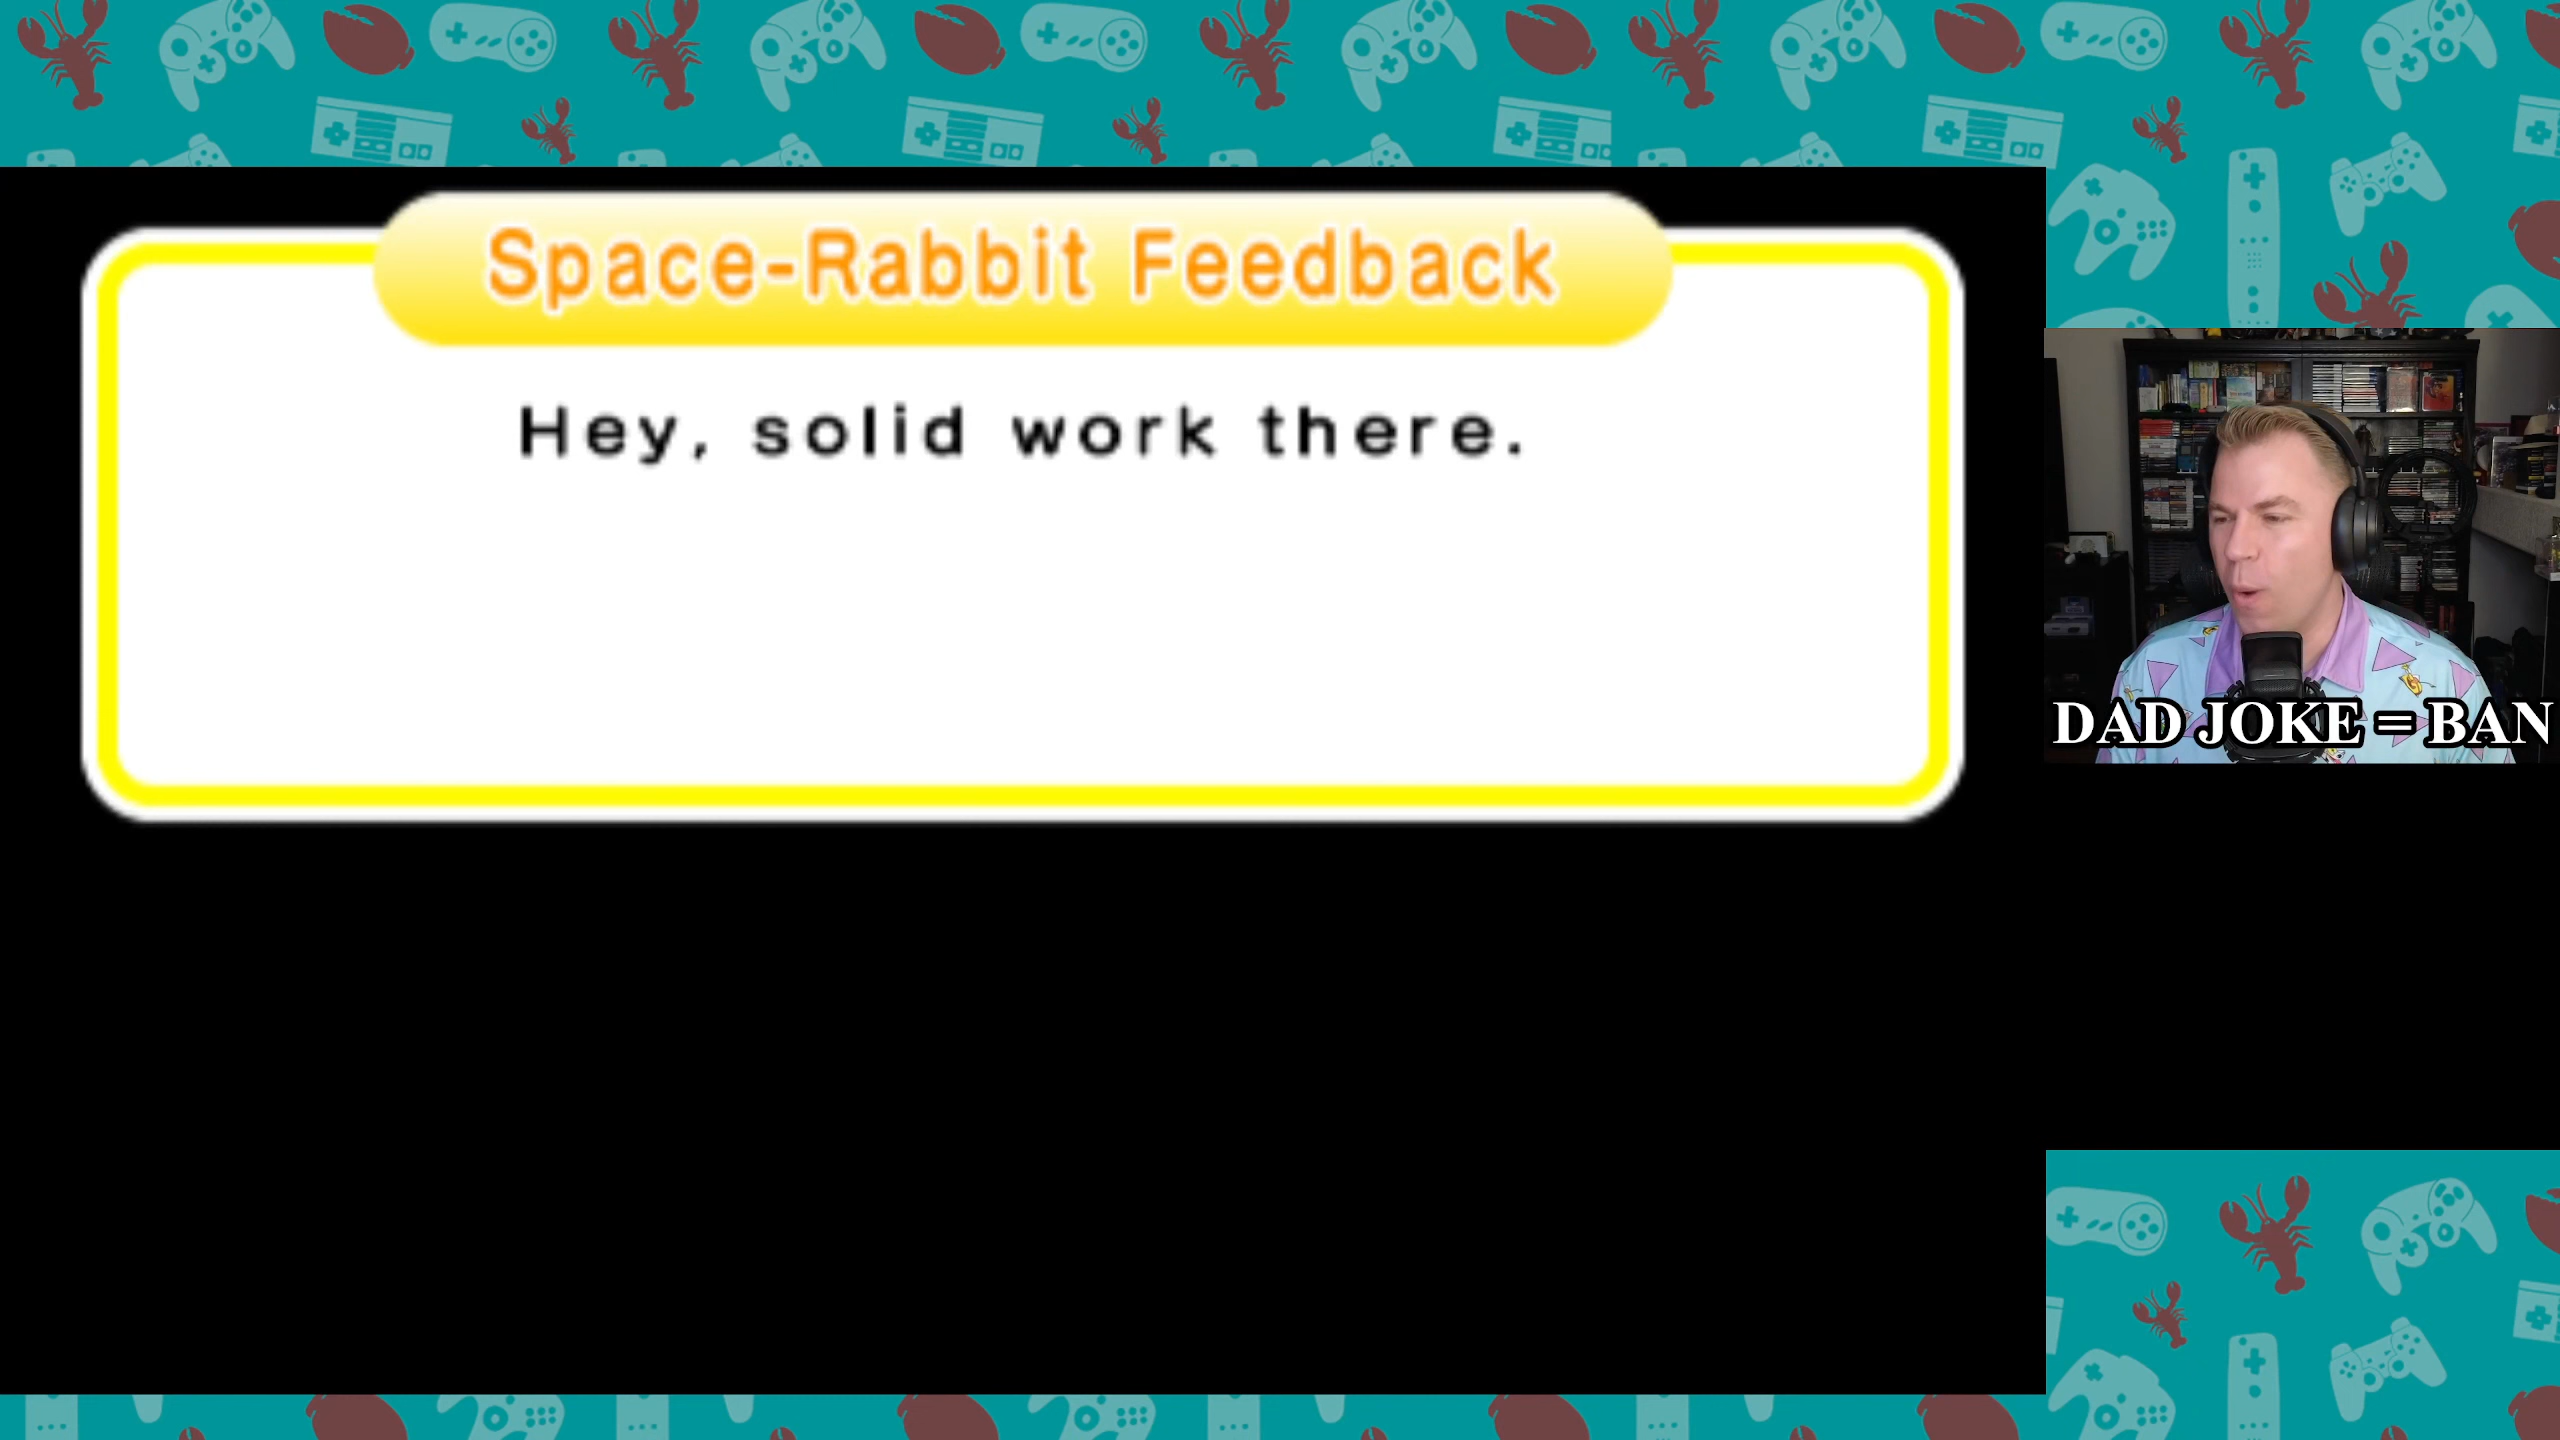 Space-Rabbit Feedback
Hey, solid work there.
DAD JOKE = BAN